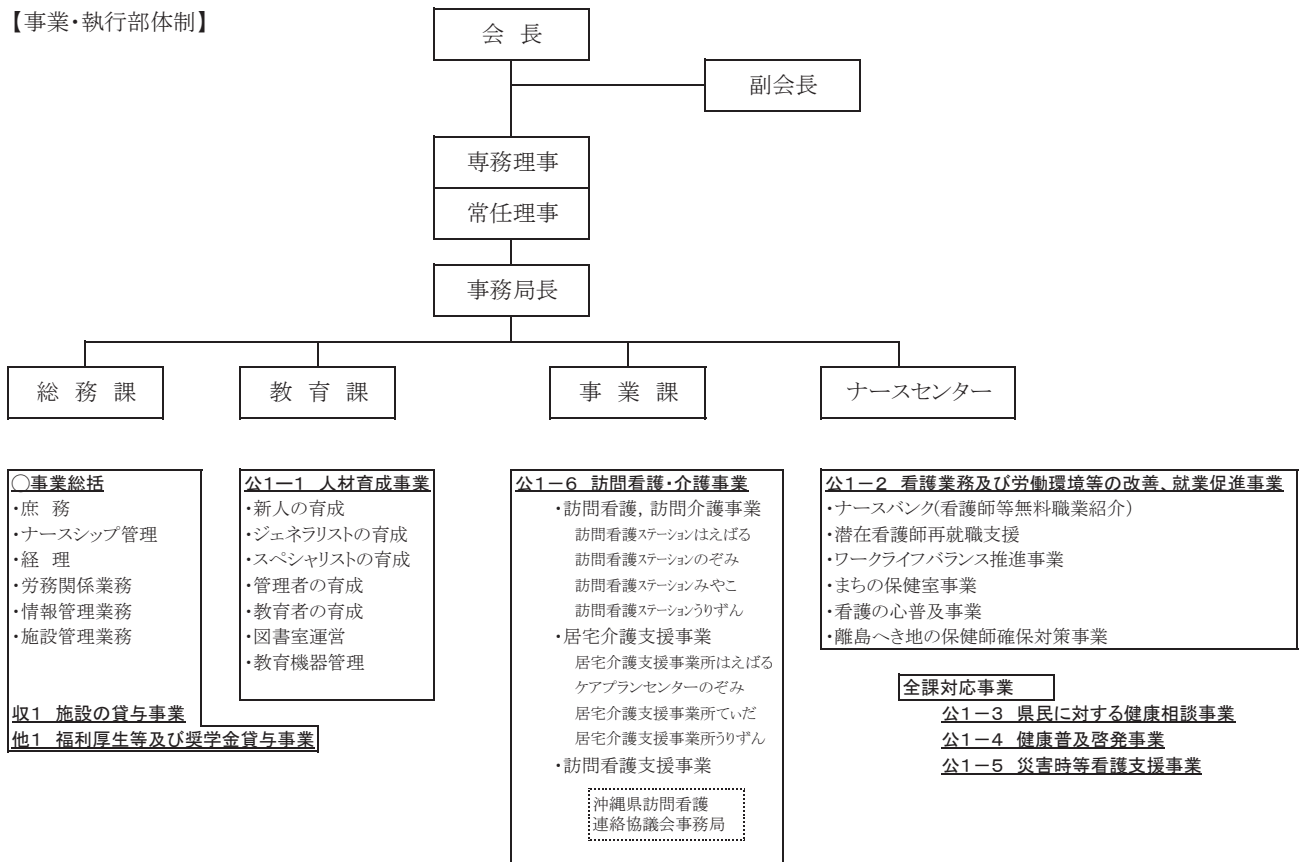 【事業・執行部体制】
会 長
副会長
専務理事
常任理事
事務局長
総 務 課
教 育 課
事 業 課
ナースセンター
○事業総括
・庶 務
・ナースシップ管理
・経 理
・労務関係業務
・情報管理業務
・施設管理業務
収1 施設の貸与事業
他1 福利厚生等及び奨学金貸与事業
公1ー1 人材育成事業
・新人の育成
・ジェネラリストの育成
・スペシャリストの育成
・管理者の育成
・教育者の育成
・図書室運営
・教育機器管理
公1-6 訪問看護・介護事業
・訪問看護, 訪問介護事業
訪問看護ステーションはえばる
訪問看護ステーションのぞみ
訪問看護ステーションみやこ
訪問看護ステーションうりずん
・居宅介護支援事業
居宅介護支援事業所はえばる
ケアプランセンターのぞみ
居宅介護支援事業所てぃだ
居宅介護支援事業所うりずん
・訪問看護支援事業
沖縄県訪問看護
連絡協議会事務局
公1-2 看護業務及び労働環境等の改善、就業促進事業
・ナースバンク(看護師等無料職業紹介)
・潜在看護師再就職支援
・ワークライフバランス推進事業
・まちの保健室事業
・看護の心普及事業
・離島へき地の保健師確保対策事業
全課対応事業
公1-3 県民に対する健康相談事業
公1-4 健康普及啓発事業
公1-5 災害時等看護支援事業